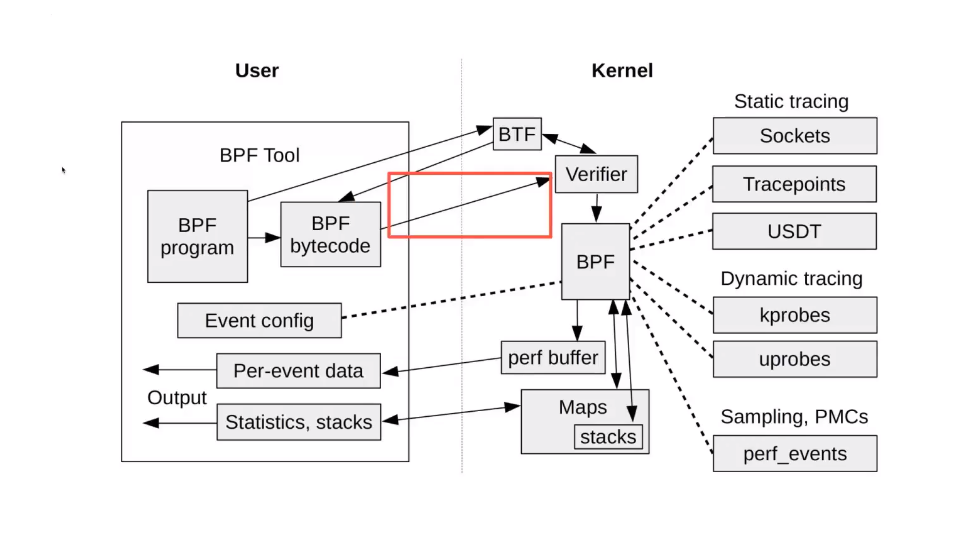 User
Kernel
BPF Tool
BPF
program
BPF
bytecode
Event config
Per-event data
Output
Statistics, stacks
BTF
Verifier
BPF
perf buffer
Maps
stacks
Static tracing
Sockets
Tracepoints
USDT
Dynamic tracing
kprobes
uprobes
Sampling, PMCs
perf_events